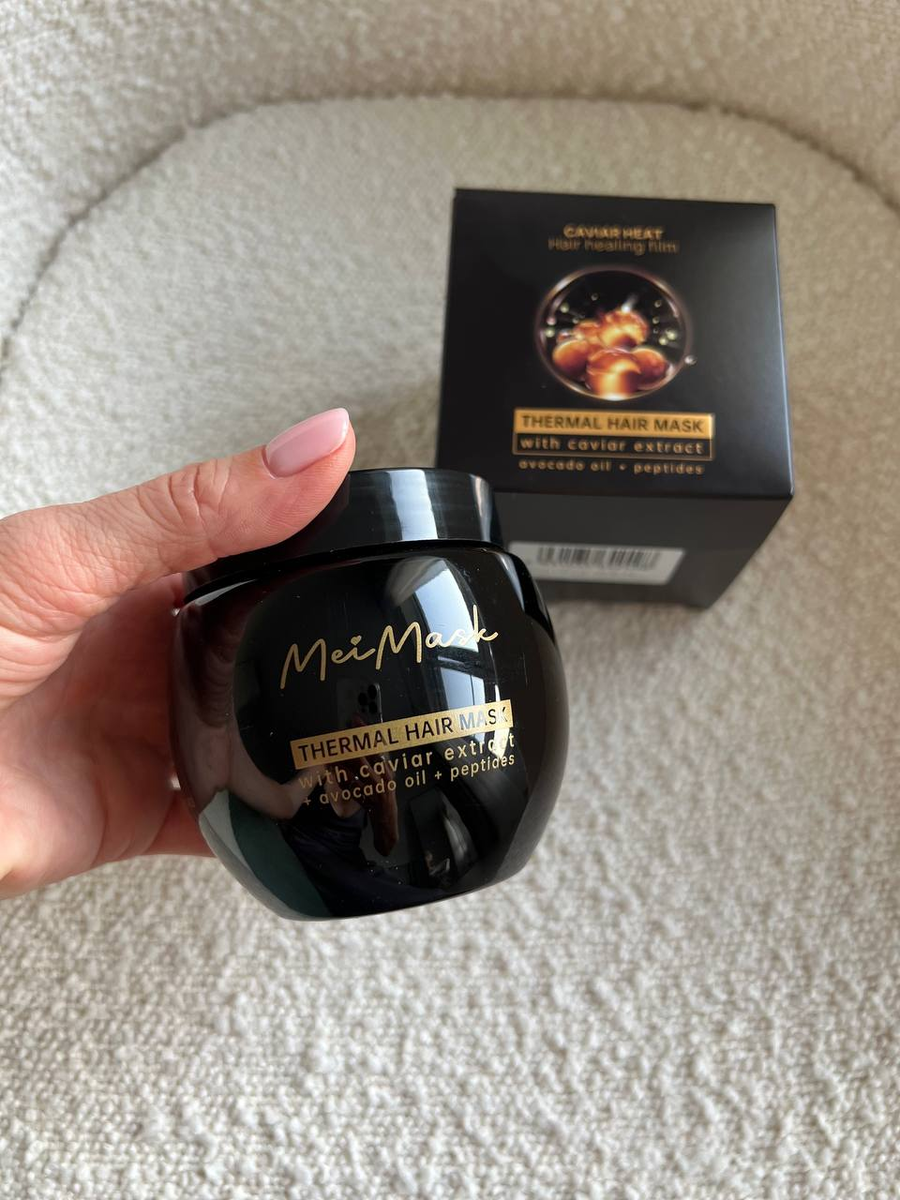 CAVIAR HEAT
Hair healing film
THERMAL HAIR MASK
with caviar extract
avocado oil + peptides
MeiMask
THERMAL HAIR MASK
with caviar extract
+ avocado oil + peptides